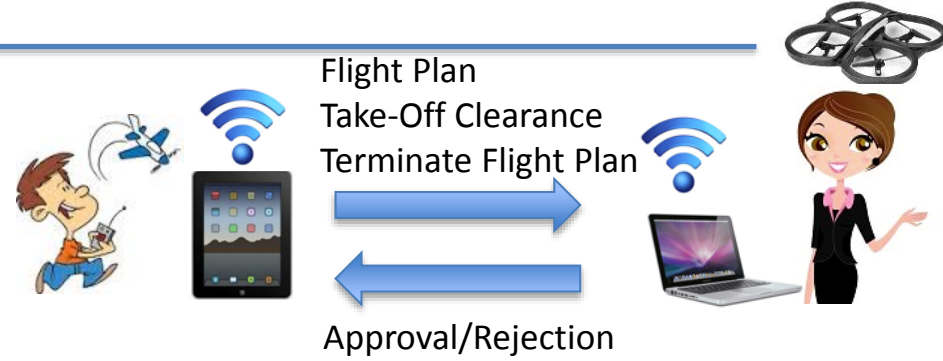 Flight Plan
Take-Off Clearance
Terminate Flight Plan
Approval/Rejection